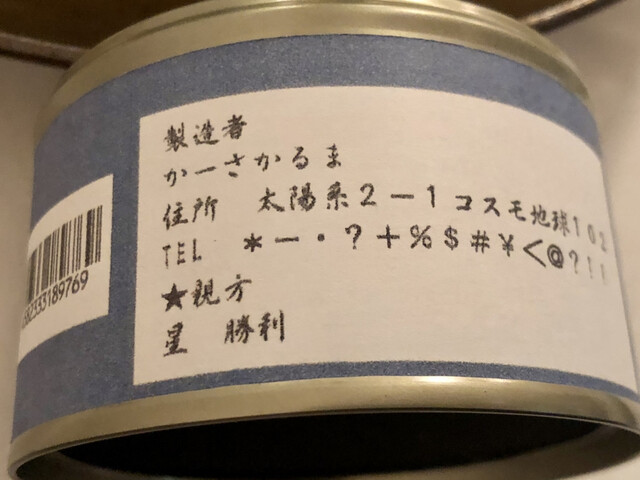 製造者
かーさかるま
住所　太陽系2－1コスモ地球102
TEL　＊－・？＋％＄＃￥＜＠？！！
★親方
星　勝利
82333189769